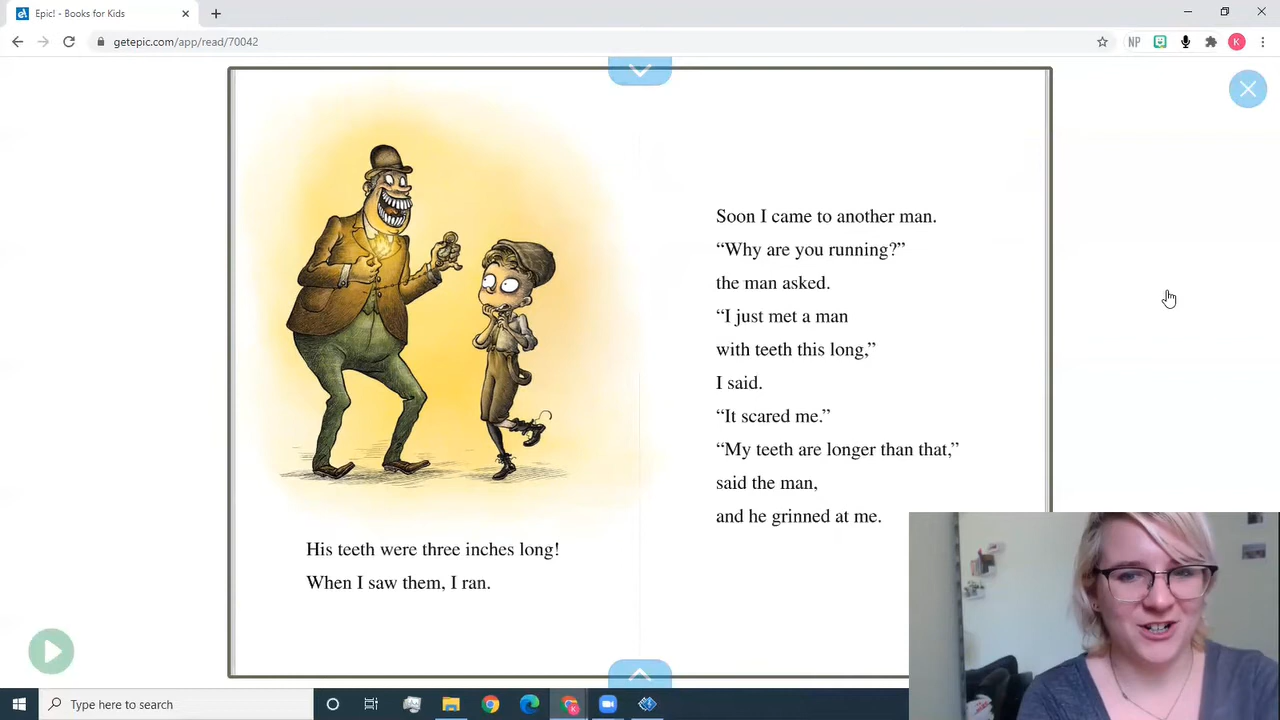 Epic! - Books for Kids
getepic.com/app/read/70042
NP
K
His teeth were three inches long!
When I saw them, I ran.
Soon I came to another man.
“Why are you running?”
the man asked.
“I just met a man
with teeth this long,”
I said.
“It scared me.”
“My teeth are longer than that,”
said the man,
and he grinned at me.
Type here to search